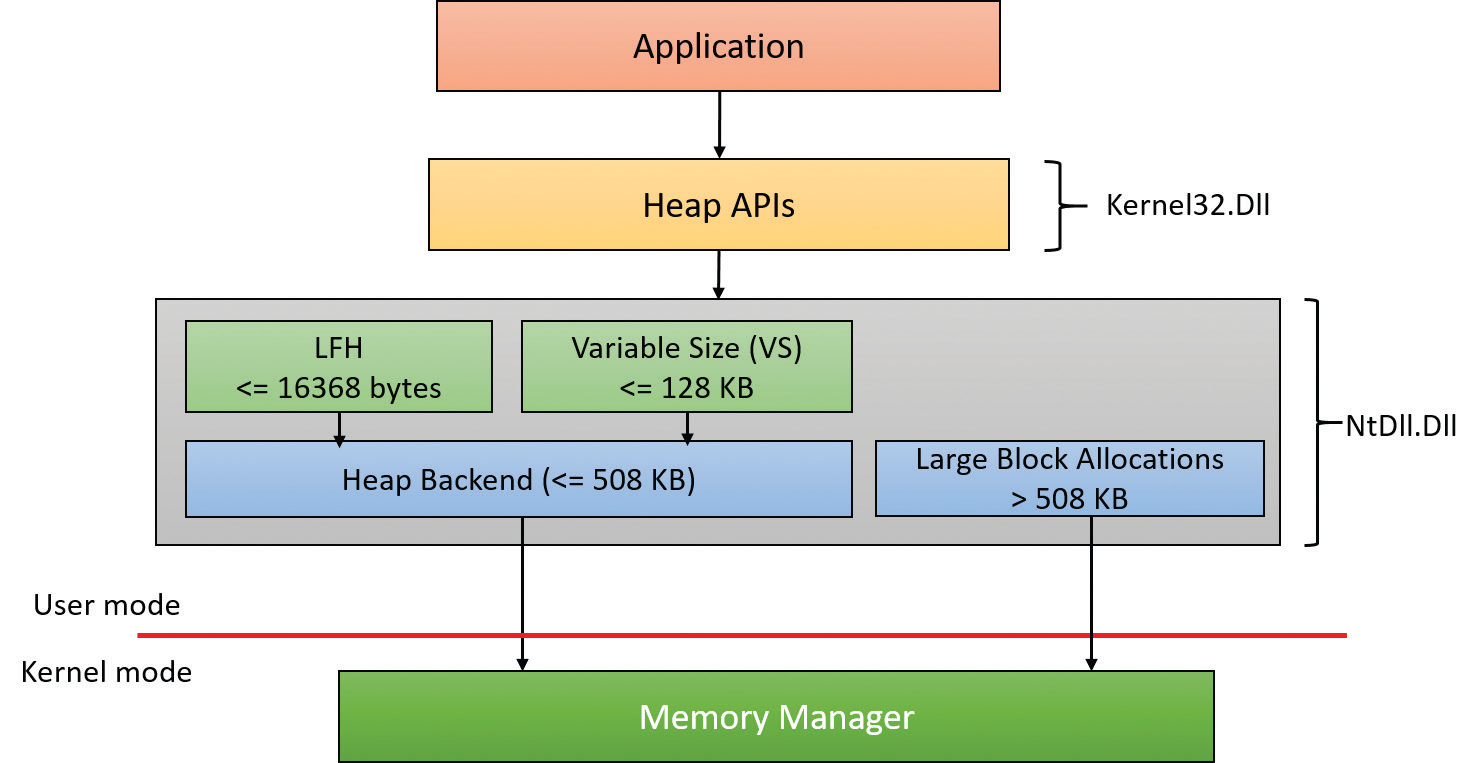 Application
Heap APIs
Kernel32.Dll
LFH
<= 16368 bytes
Variable Size (VS)
<= 128 KB
Heap Backend (<= 508 KB)
Large Block Allocations
> 508 KB
NtDll.Dll
User mode
Kernel mode
Memory Manager